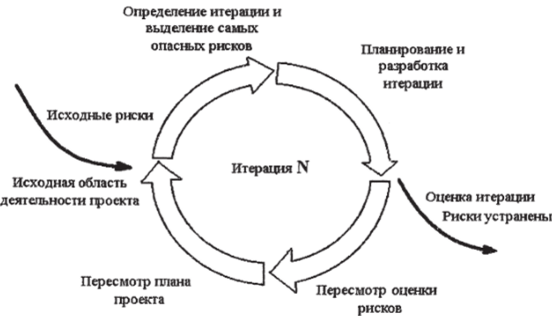 Определение итерации и
выделение самых
опасных рисков
Планирование и
разработка
итерации
Исходные риски
Итерация N
Исходная область
деятельности проекта
Оценка итерации
Риски устранены
Пересмотр плана
проекта
Пересмотр оценки
рисков